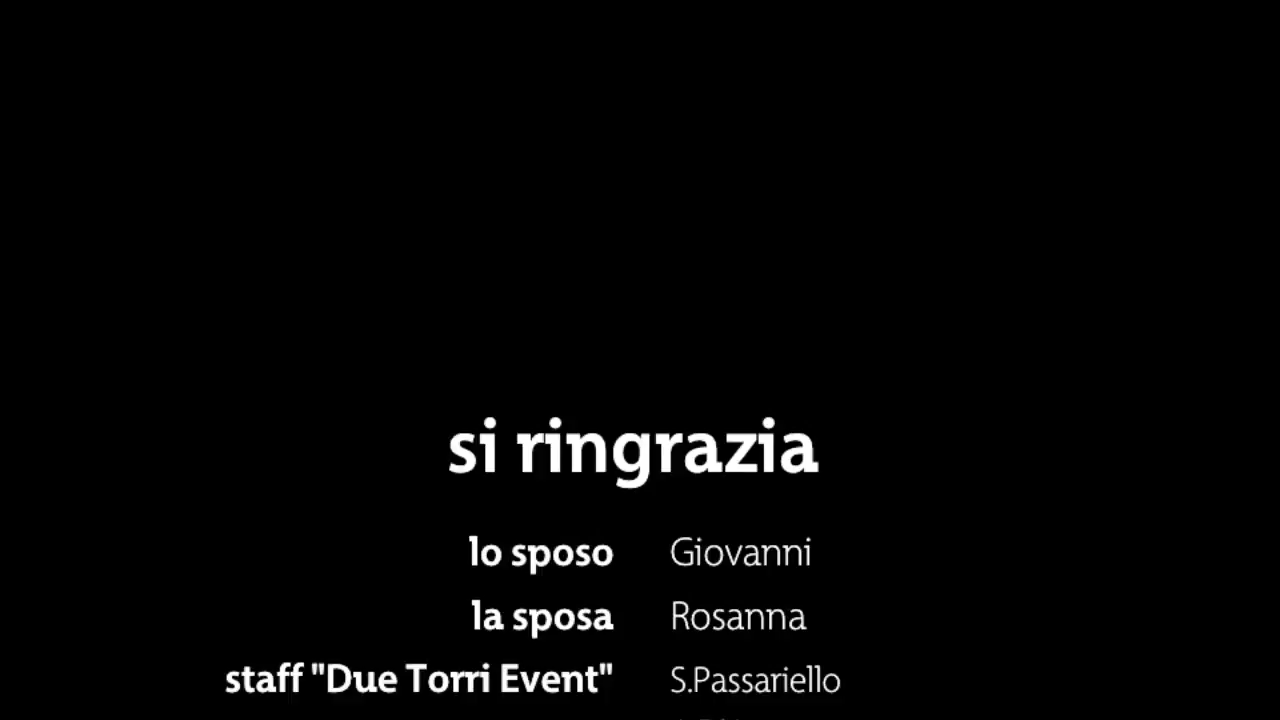 si ringrazia
lo sposo Giovanni
la sposa Rosanna
staff "Due Torri Event" S.Passariello